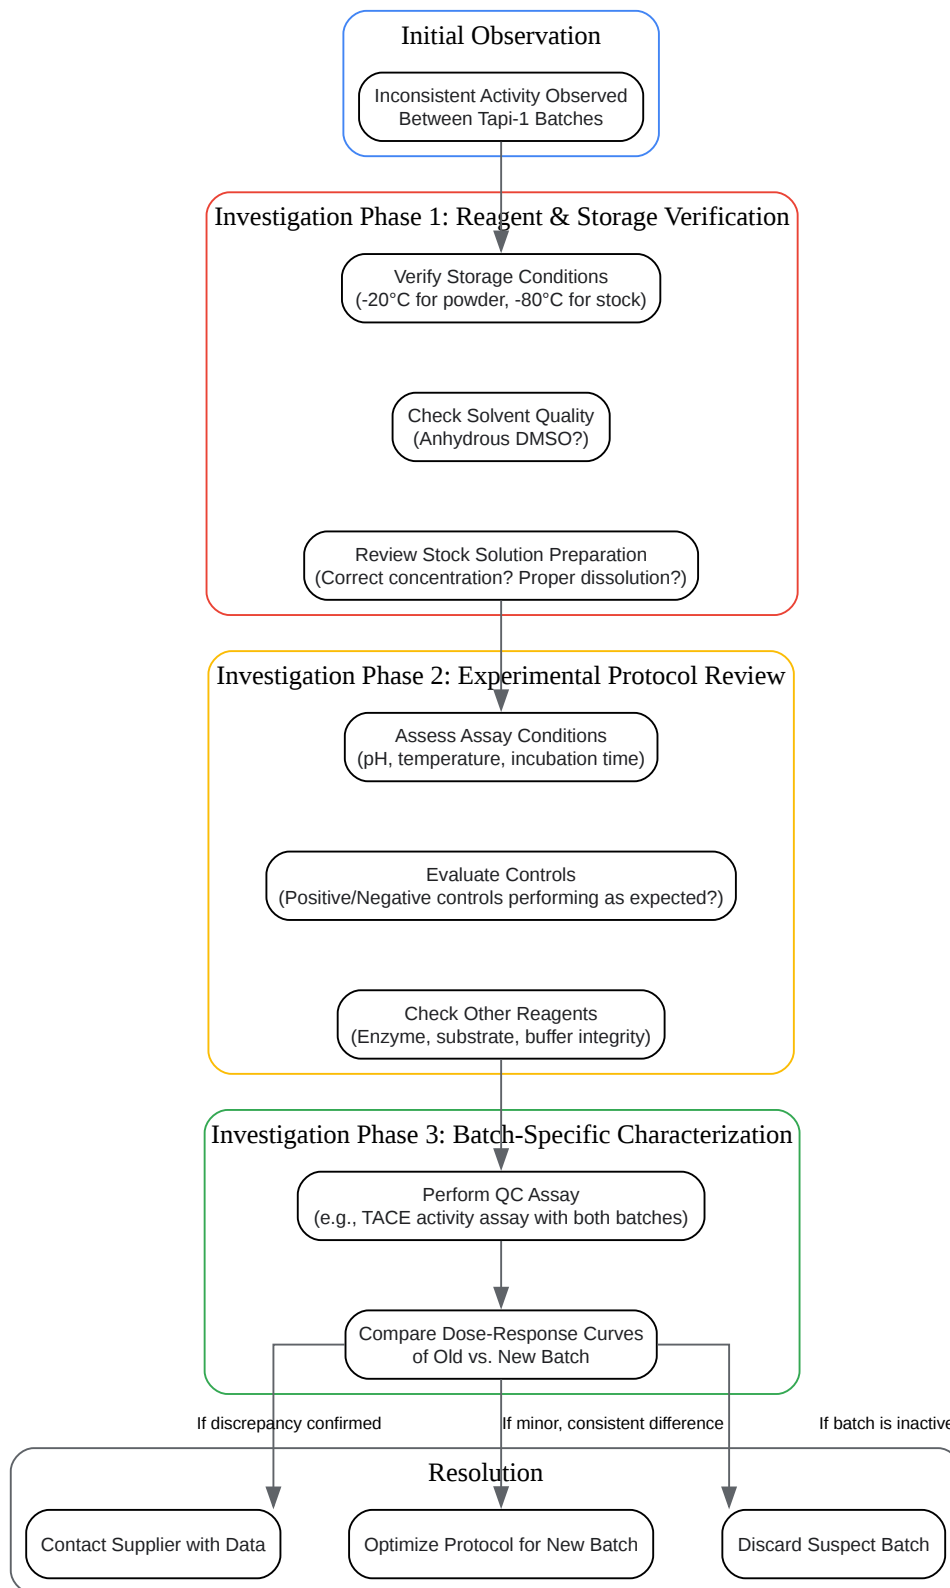 Initial Observation
Inconsistent Activity Observed
Between Tapi-1 Batches
Investigation Phase 1: Reagent & Storage Verification
Verify Storage Conditions
(-20°C for powder, -80°C for stock)
Check Solvent Quality
(Anhydrous DMSO?)
Review Stock Solution Preparation
(Correct concentration? Proper dissolution?)
Investigation Phase 2: Experimental Protocol Review
Assess Assay Conditions
(pH, temperature, incubation time)
Evaluate Controls
(Positive/Negative controls performing as expected?)
Check Other Reagents
(Enzyme, substrate, buffer integrity)
Investigation Phase 3: Batch-Specific Characterization
Perform QC Assay
(e.g., TACE activity assay with both batches)
Compare Dose-Response Curves
of Old vs. New Batch
If discrepancy confirmed
If minor, consistent difference
If batch is inactive
Resolution
Contact Supplier with Data
Optimize Protocol for New Batch
Discard Suspect Batch